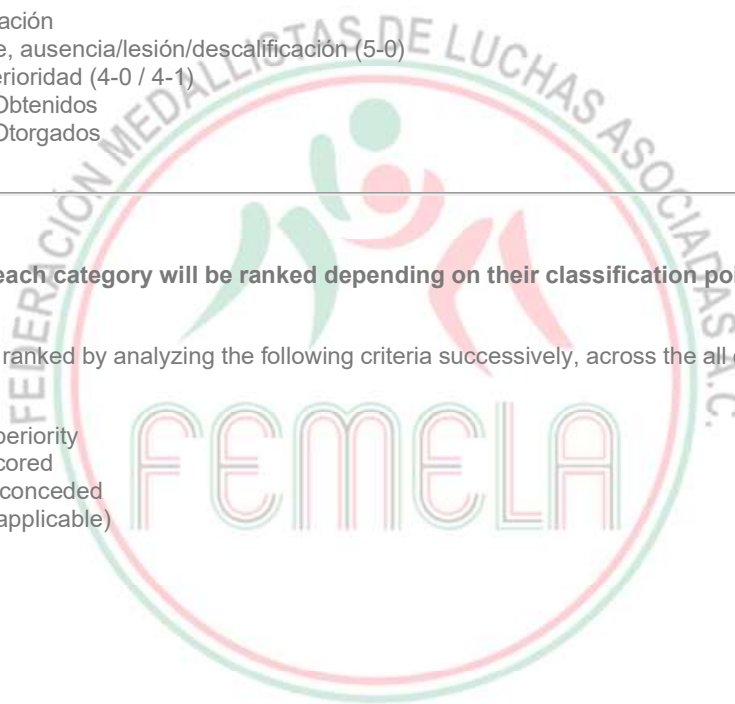 ación
e, ausencia/lesión/descalificación (5-0)
erioridad (4-0 / 4-1)
Obtenidos
Otorgados
FEDERACIÓN MEDALLISTAS DE LUCHAS ASOCIADAS A.C.
each category will be ranked depending on their classification poi
ranked by analyzing the following criteria successively, across the all
periority
cored
conceded
applicable)
FEMELA